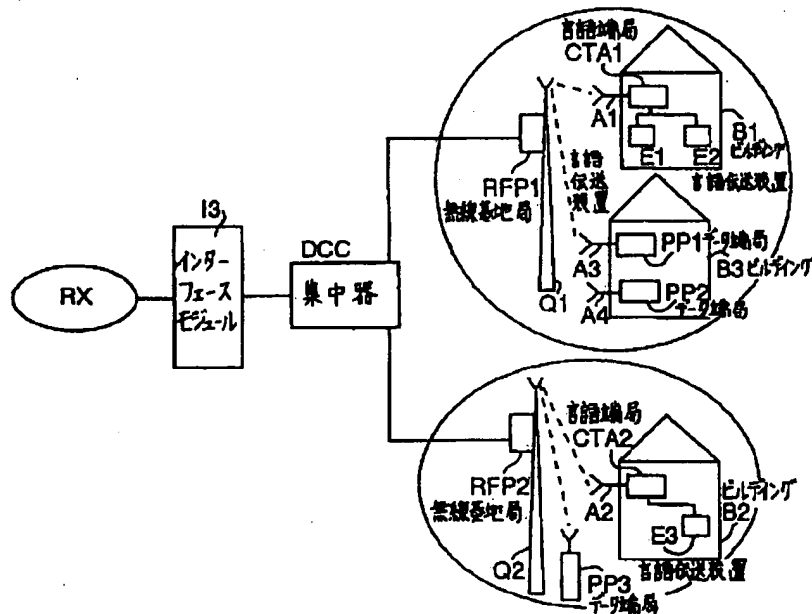 RX
I3
インター
フェース
モジュール
DCC
集中器
RFP1
無線基地局
Q1
言語端局
CTA1
A1
E1
E2
B1
ビルディング
言語伝送装置
言語
伝送
装置
A3
PP1データ端局
B3ビルディング
A4
PP2
データ端局
RFP2
無線基地局
Q2
言語端局
CTA2
A2
ビルディング
B2
E3
言語伝送装置
PP3
データ端局